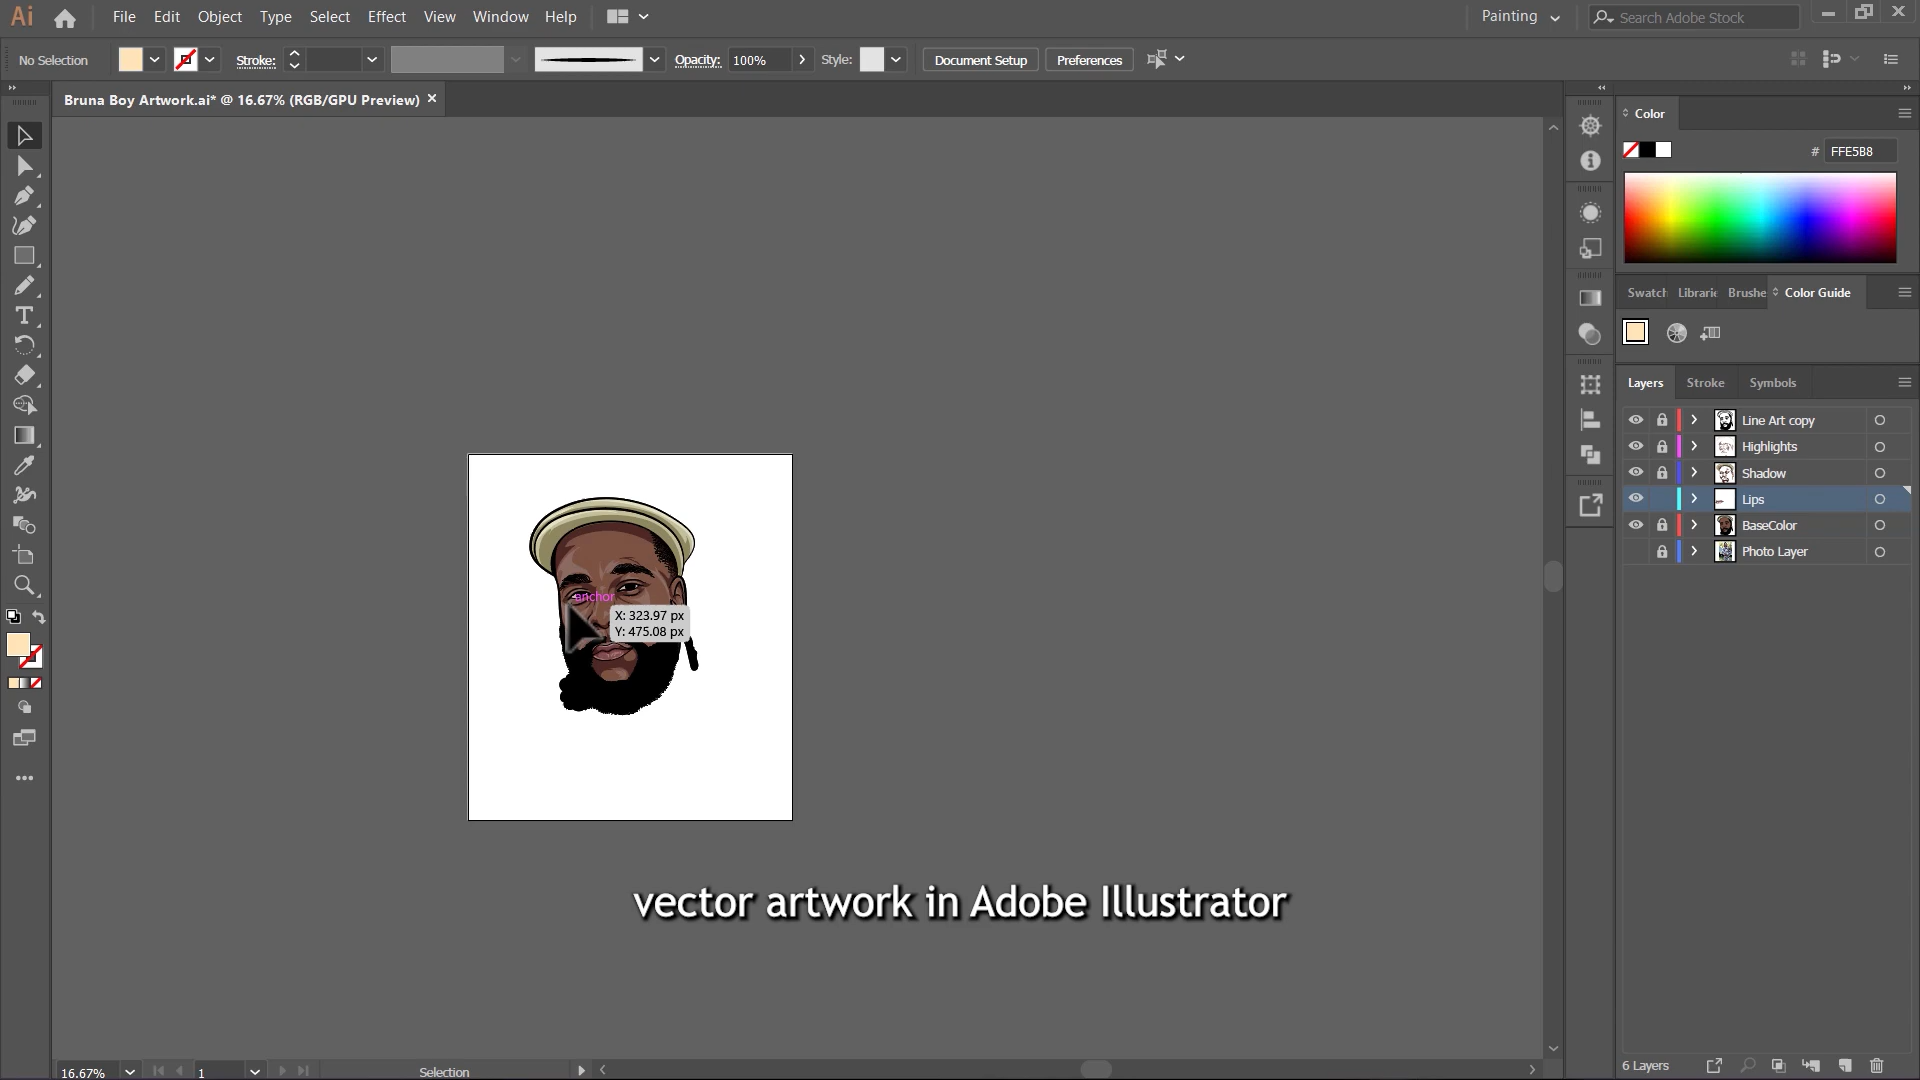 Ai File Edit Object Type Select Effect View Window Help Painting Search Adobe Stock
No Selection Stroke: Opacity: 100% Style: Document Setup Preferences
Bruna Boy Artwork.ai* @ 16.67% (RGB/GPU Preview) ×
Color
# FFE5B8
Swatch Librarie Brushe Color Guide
Layers Stroke Symbols
Line Art copy
Highlights
Shadow
Lips
BaseColor
Photo Layer
anchor
X: 323.97 px
Y: 475.08 px
vector artwork in Adobe Illustrator
16.67% 1 Selection
6 Layers